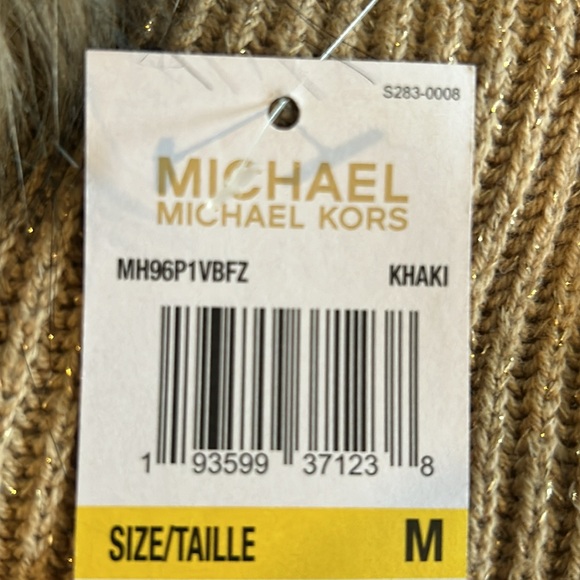 S283-0008
MICHAEL
MICHAEL KORS
MH96P1VBFZ KHAKI
1 93599 37123 8
SIZE/TAILLE M